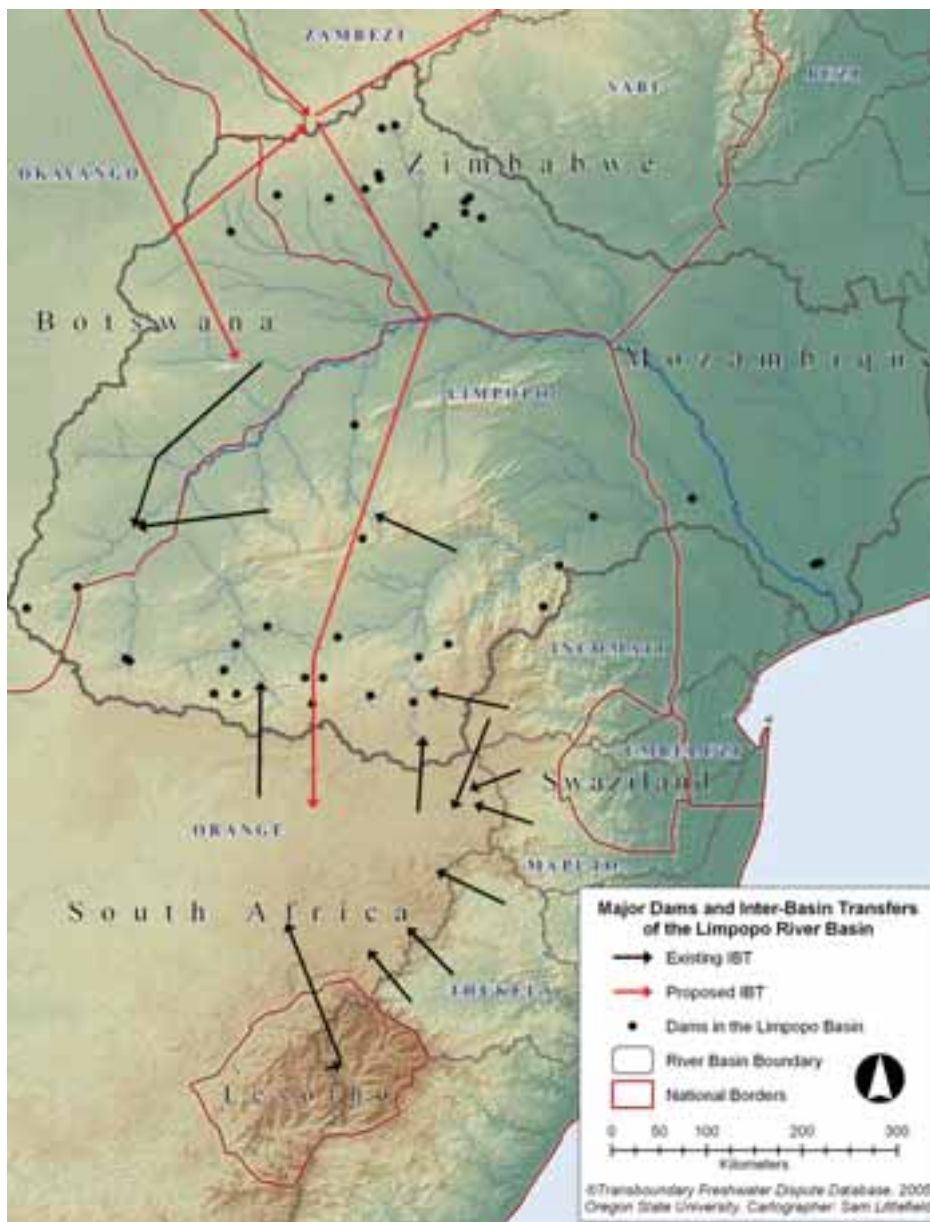 ZAMBEZI
SABE
BUZI
Zimbabwe
OKAVANGO
Botswana
Mozambique
LIMPOPO
INCOMATI
UMBELUZI
Swaziland
ORANGE
MAPUTO
South Africa
THUKELA
Lesotho
Major Dams and Inter-Basin Transfers
of the Limpopo River Basin
Existing IBT
Proposed IBT
Dams in the Limpopo Basin
River Basin Boundary
National Borders
0 50 100 200 300
Kilometers
©Transboundary Freshwater Dispute Database, 2005
Oregon State University. Cartographer: Sam Littlefield